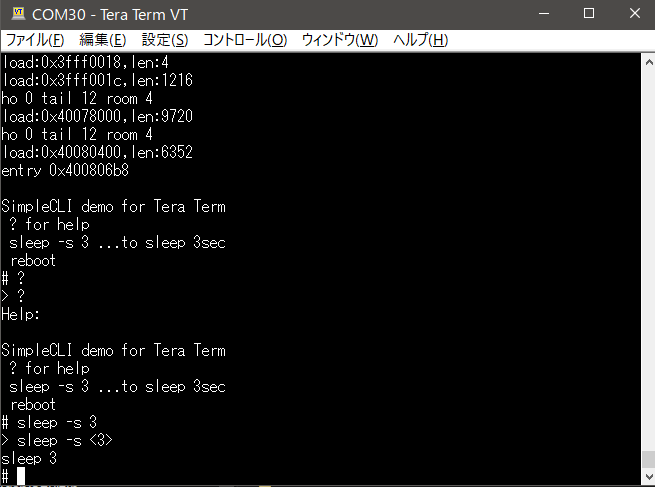 COM30 - Tera Term VT
ファイル(F) 編集(E) 設定(S) コントロール(O) ウィンドウ(W) ヘルプ(H)
load:0x3fff0018,len:4
load:0x3fff001c,len:1216
ho 0 tail 12 room 4
load:0x40078000,len:9720
ho 0 tail 12 room 4
load:0x40080400,len:6352
entry 0x400806b8
SimpleCLI demo for Tera Term
? for help
sleep -s 3 ...to sleep 3sec
reboot
# ?
> ?
Help:
SimpleCLI demo for Tera Term
? for help
sleep -s 3 ...to sleep 3sec
reboot
# sleep -s 3
> sleep -s <3>
sleep 3
#